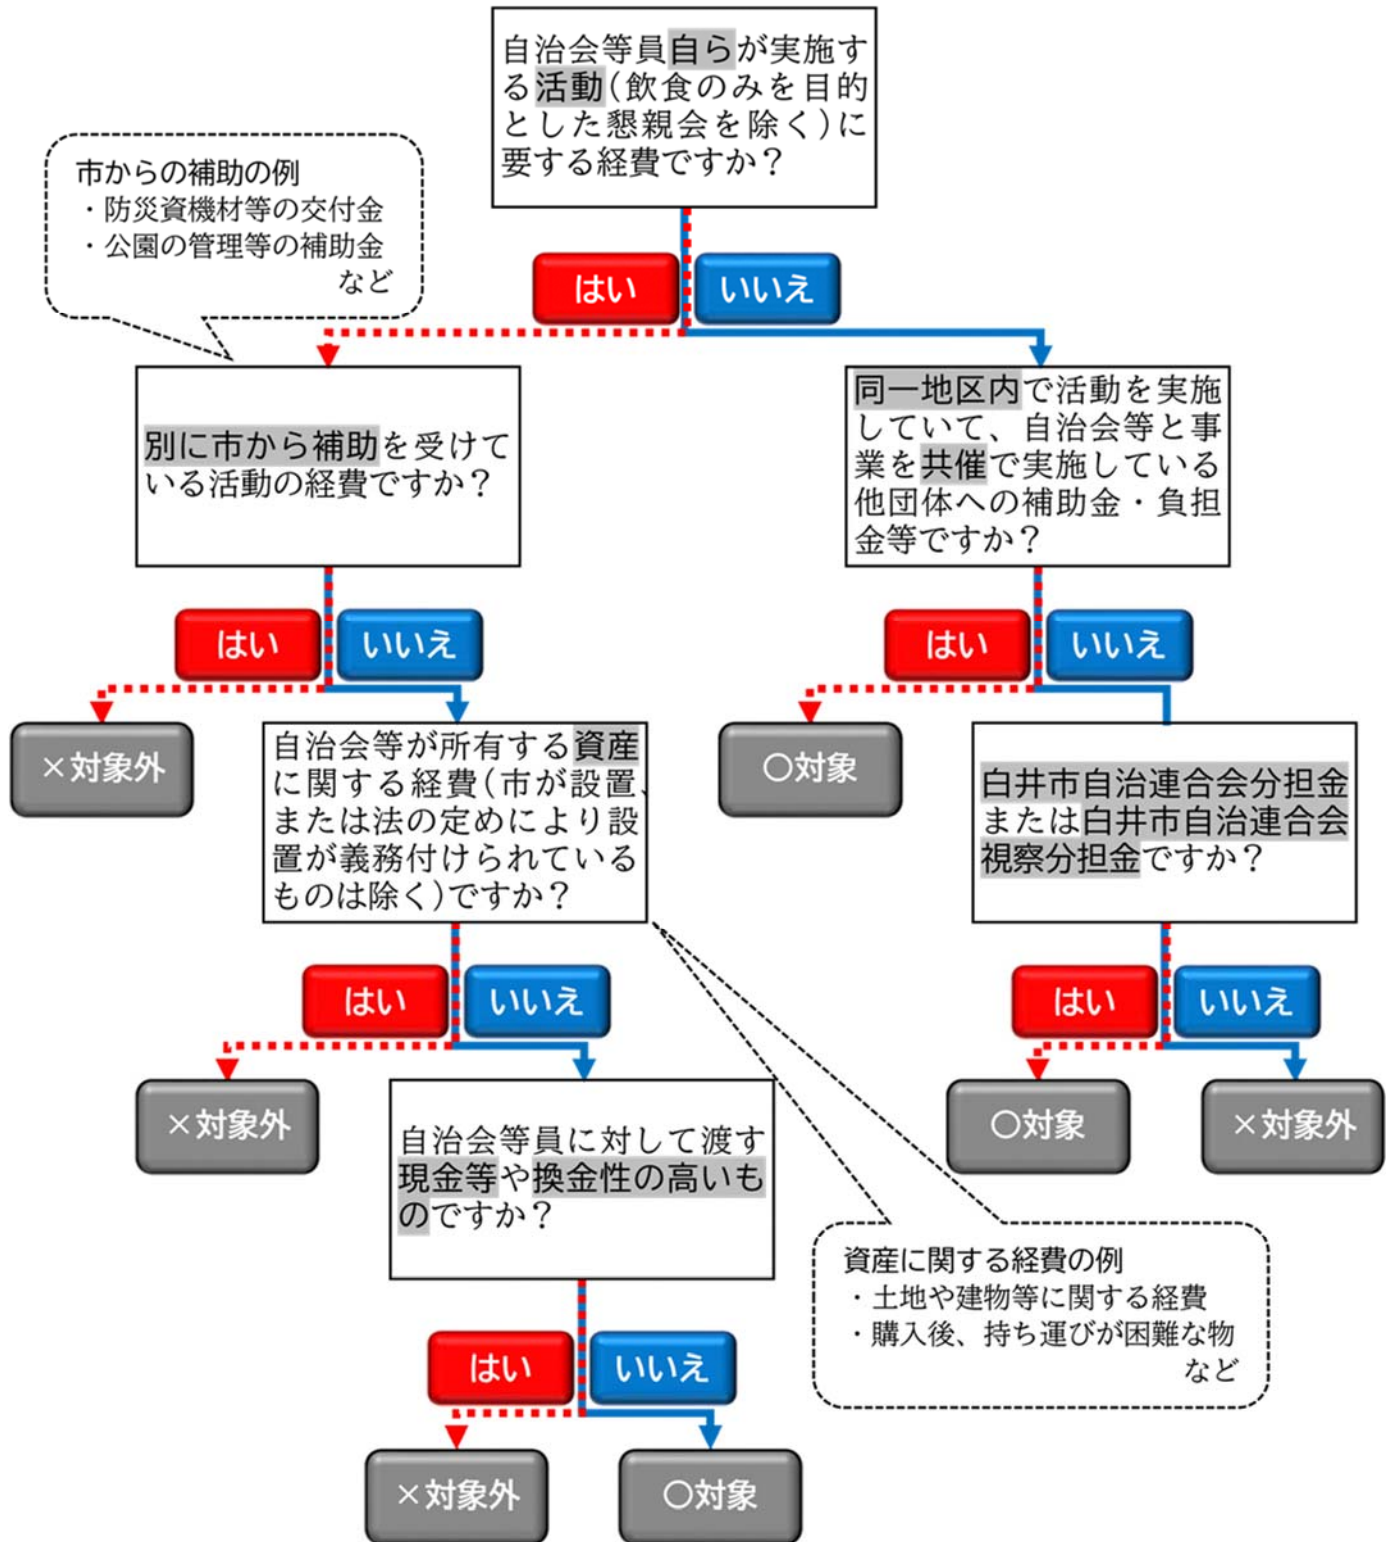 自治会等員自らが実施す
る活動(飲食のみを目的
とした懇親会を除く)に
要する経費ですか？
市からの補助の例
・防災資機材等の交付金
・公園の管理等の補助金
など
はい
いいえ
別に市から補助を受けて
いる活動の経費ですか？
同一地区内で活動を実施
していて、自治会等と事
業を共催で実施している
他団体への補助金・負担
金等ですか？
はい
いいえ
はい
いいえ
×対象外
自治会等が所有する資産
に関する経費(市が設置、
または法の定めにより設
置が義務付けられている
ものは除く)ですか？
○対象
白井市自治連合会分担金
または白井市自治連合会
視察分担金ですか？
はい
いいえ
はい
いいえ
×対象外
自治会等員に対して渡す
現金等や換金性の高いも
のですか？
○対象
×対象外
資産に関する経費の例
・土地や建物等に関する経費
・購入後、持ち運びが困難な物
など
はい
いいえ
×対象外
○対象